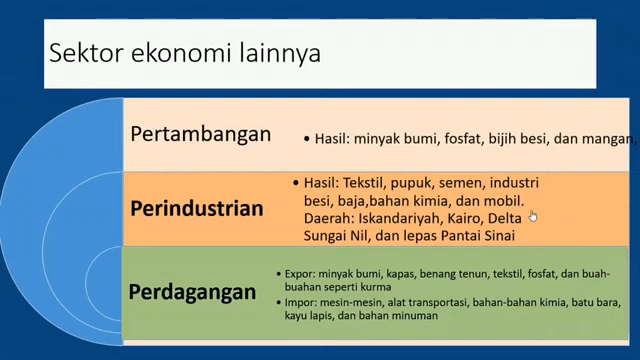 Sektor ekonomi lainnya
Pertambangan
• Hasil: minyak bumi, fosfat, bijih besi, dan mangan,
Perindustrian
• Hasil: Tekstil, pupuk, semen, industri
besi, baja,bahan kimia, dan mobil.
Daerah: Iskandariyah, Kairo, Delta
Sungai Nil, dan lepas Pantai Sinai
Perdagangan
• Expor: minyak bumi, kapas, benang tenun, tekstil, fosfat, dan buah-
buahan seperti kurma
• Impor: mesin-mesin, alat transportasi, bahan-bahan kimia, batu bara,
kayu lapis, dan bahan minuman